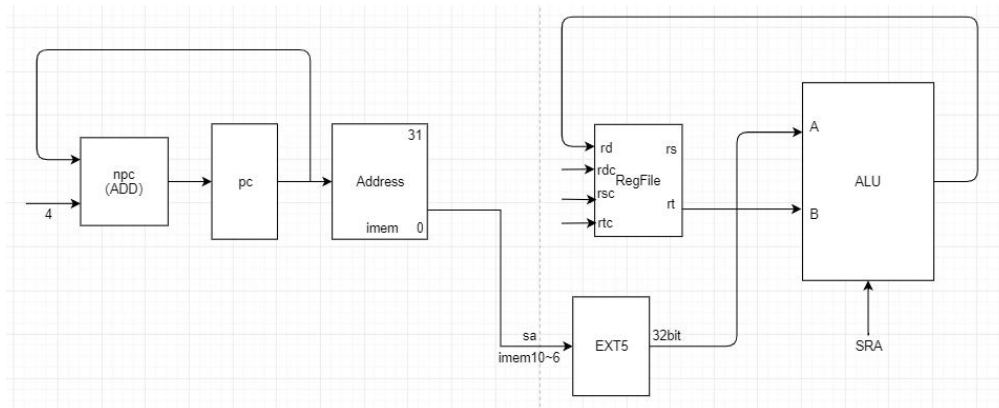 npc
(ADD)
4
pc
31
Address
imem 0
rd
rs
rdc
RegFile
rsc
rt
rtc
A
ALU
B
sa
imem10~6
EXT5
32bit
SRA